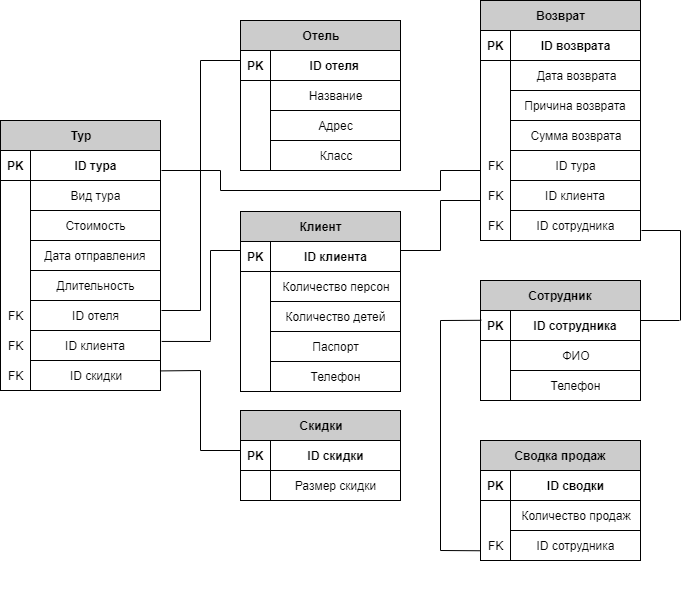 Отель
PK ID отеля
Название
Адрес
Класс
Возврат
PK ID возврата
Дата возврата
Причина возврата
Сумма возврата
FK ID тура
FK ID клиента
FK ID сотрудника
Тур
PK ID тура
Вид тура
Стоимость
Дата отправления
Длительность
FK ID отеля
FK ID клиента
FK ID скидки
Клиент
PK ID клиента
Количество персон
Количество детей
Паспорт
Телефон
Сотрудник
PK ID сотрудника
ФИО
Телефон
Скидки
PK ID скидки
Размер скидки
Сводка продаж
PK ID сводки
Количество продаж
FK ID сотрудника